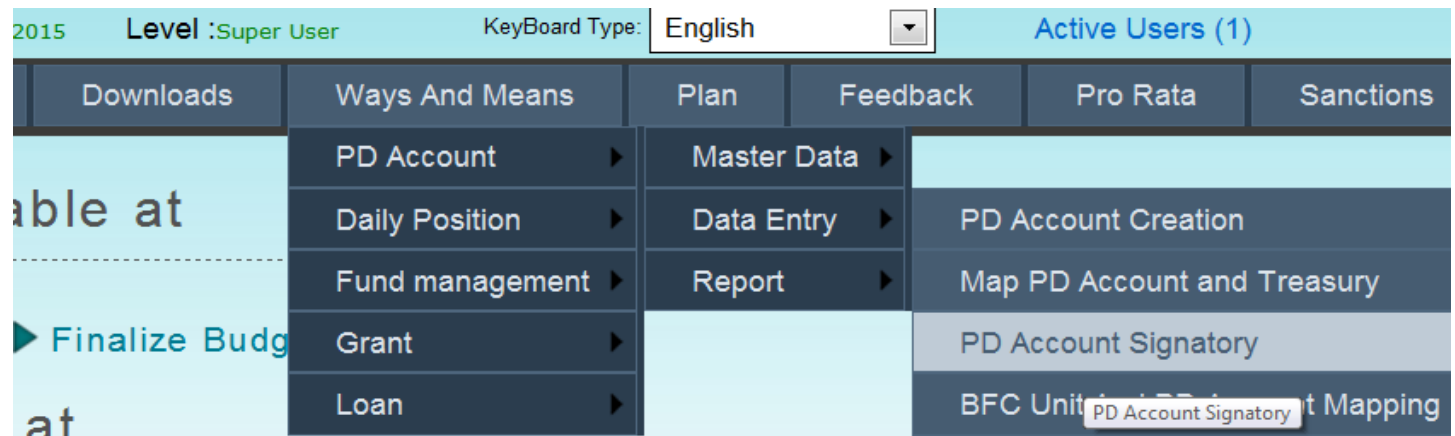 2015 Level :Super User KeyBoard Type: English Active Users (1)
Downloads Ways And Means Plan Feedback Pro Rata Sanctions
PD Account Master Data
able at
Daily Position Data Entry PD Account Creation
Fund management Report Map PD Account and Treasury
Finalize Budg Grant PD Account Signatory
at
Loan BFC Unit t Mapping
PD Account Signatory